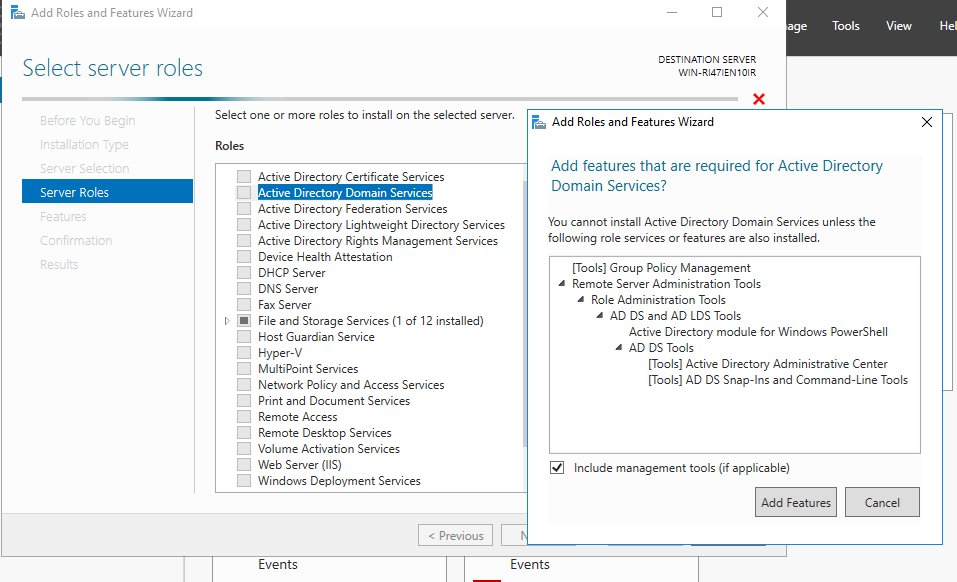 Add Roles and Features Wizard
Tools
View
Select server roles
DESTINATION SERVER
WIN-RI47IEN10IR
Before You Begin
Installation Type
Server Selection
Server Roles
Features
Confirmation
Results
Select one or more roles to install on the selected server.
Roles
Active Directory Certificate Services
Active Directory Domain Services
Active Directory Federation Services
Active Directory Lightweight Directory Services
Active Directory Rights Management Services
Device Health Attestation
DHCP Server
DNS Server
Fax Server
File and Storage Services (1 of 12 installed)
Host Guardian Service
Hyper-V
MultiPoint Services
Network Policy and Access Services
Print and Document Services
Remote Access
Remote Desktop Services
Volume Activation Services
Web Server (IIS)
Windows Deployment Services
< Previous
Add Roles and Features Wizard
Add features that are required for Active Directory
Domain Services?
You cannot install Active Directory Domain Services unless the
following role services or features are also installed.
[Tools] Group Policy Management
Remote Server Administration Tools
Role Administration Tools
AD DS and AD LDS Tools
Active Directory module for Windows PowerShell
AD DS Tools
[Tools] Active Directory Administrative Center
[Tools] AD DS Snap-Ins and Command-Line Tools
Include management tools (if applicable)
Add Features
Cancel
Events
Events